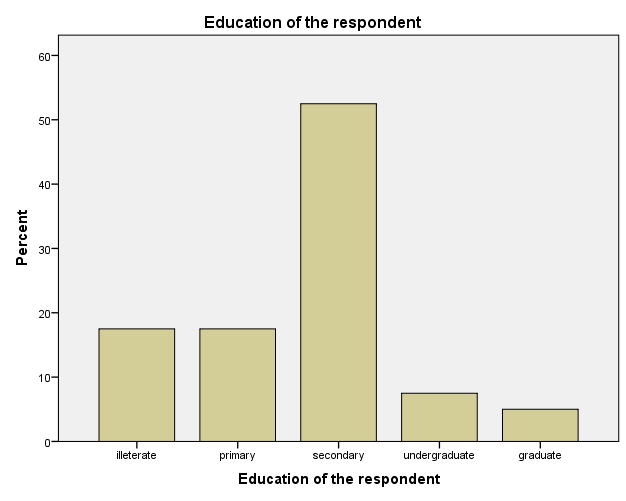 Education of the respondent
60
50
40
30
20
10
0
Percent
illeterate primary secondary undergraduate graduate
Education of the respondent